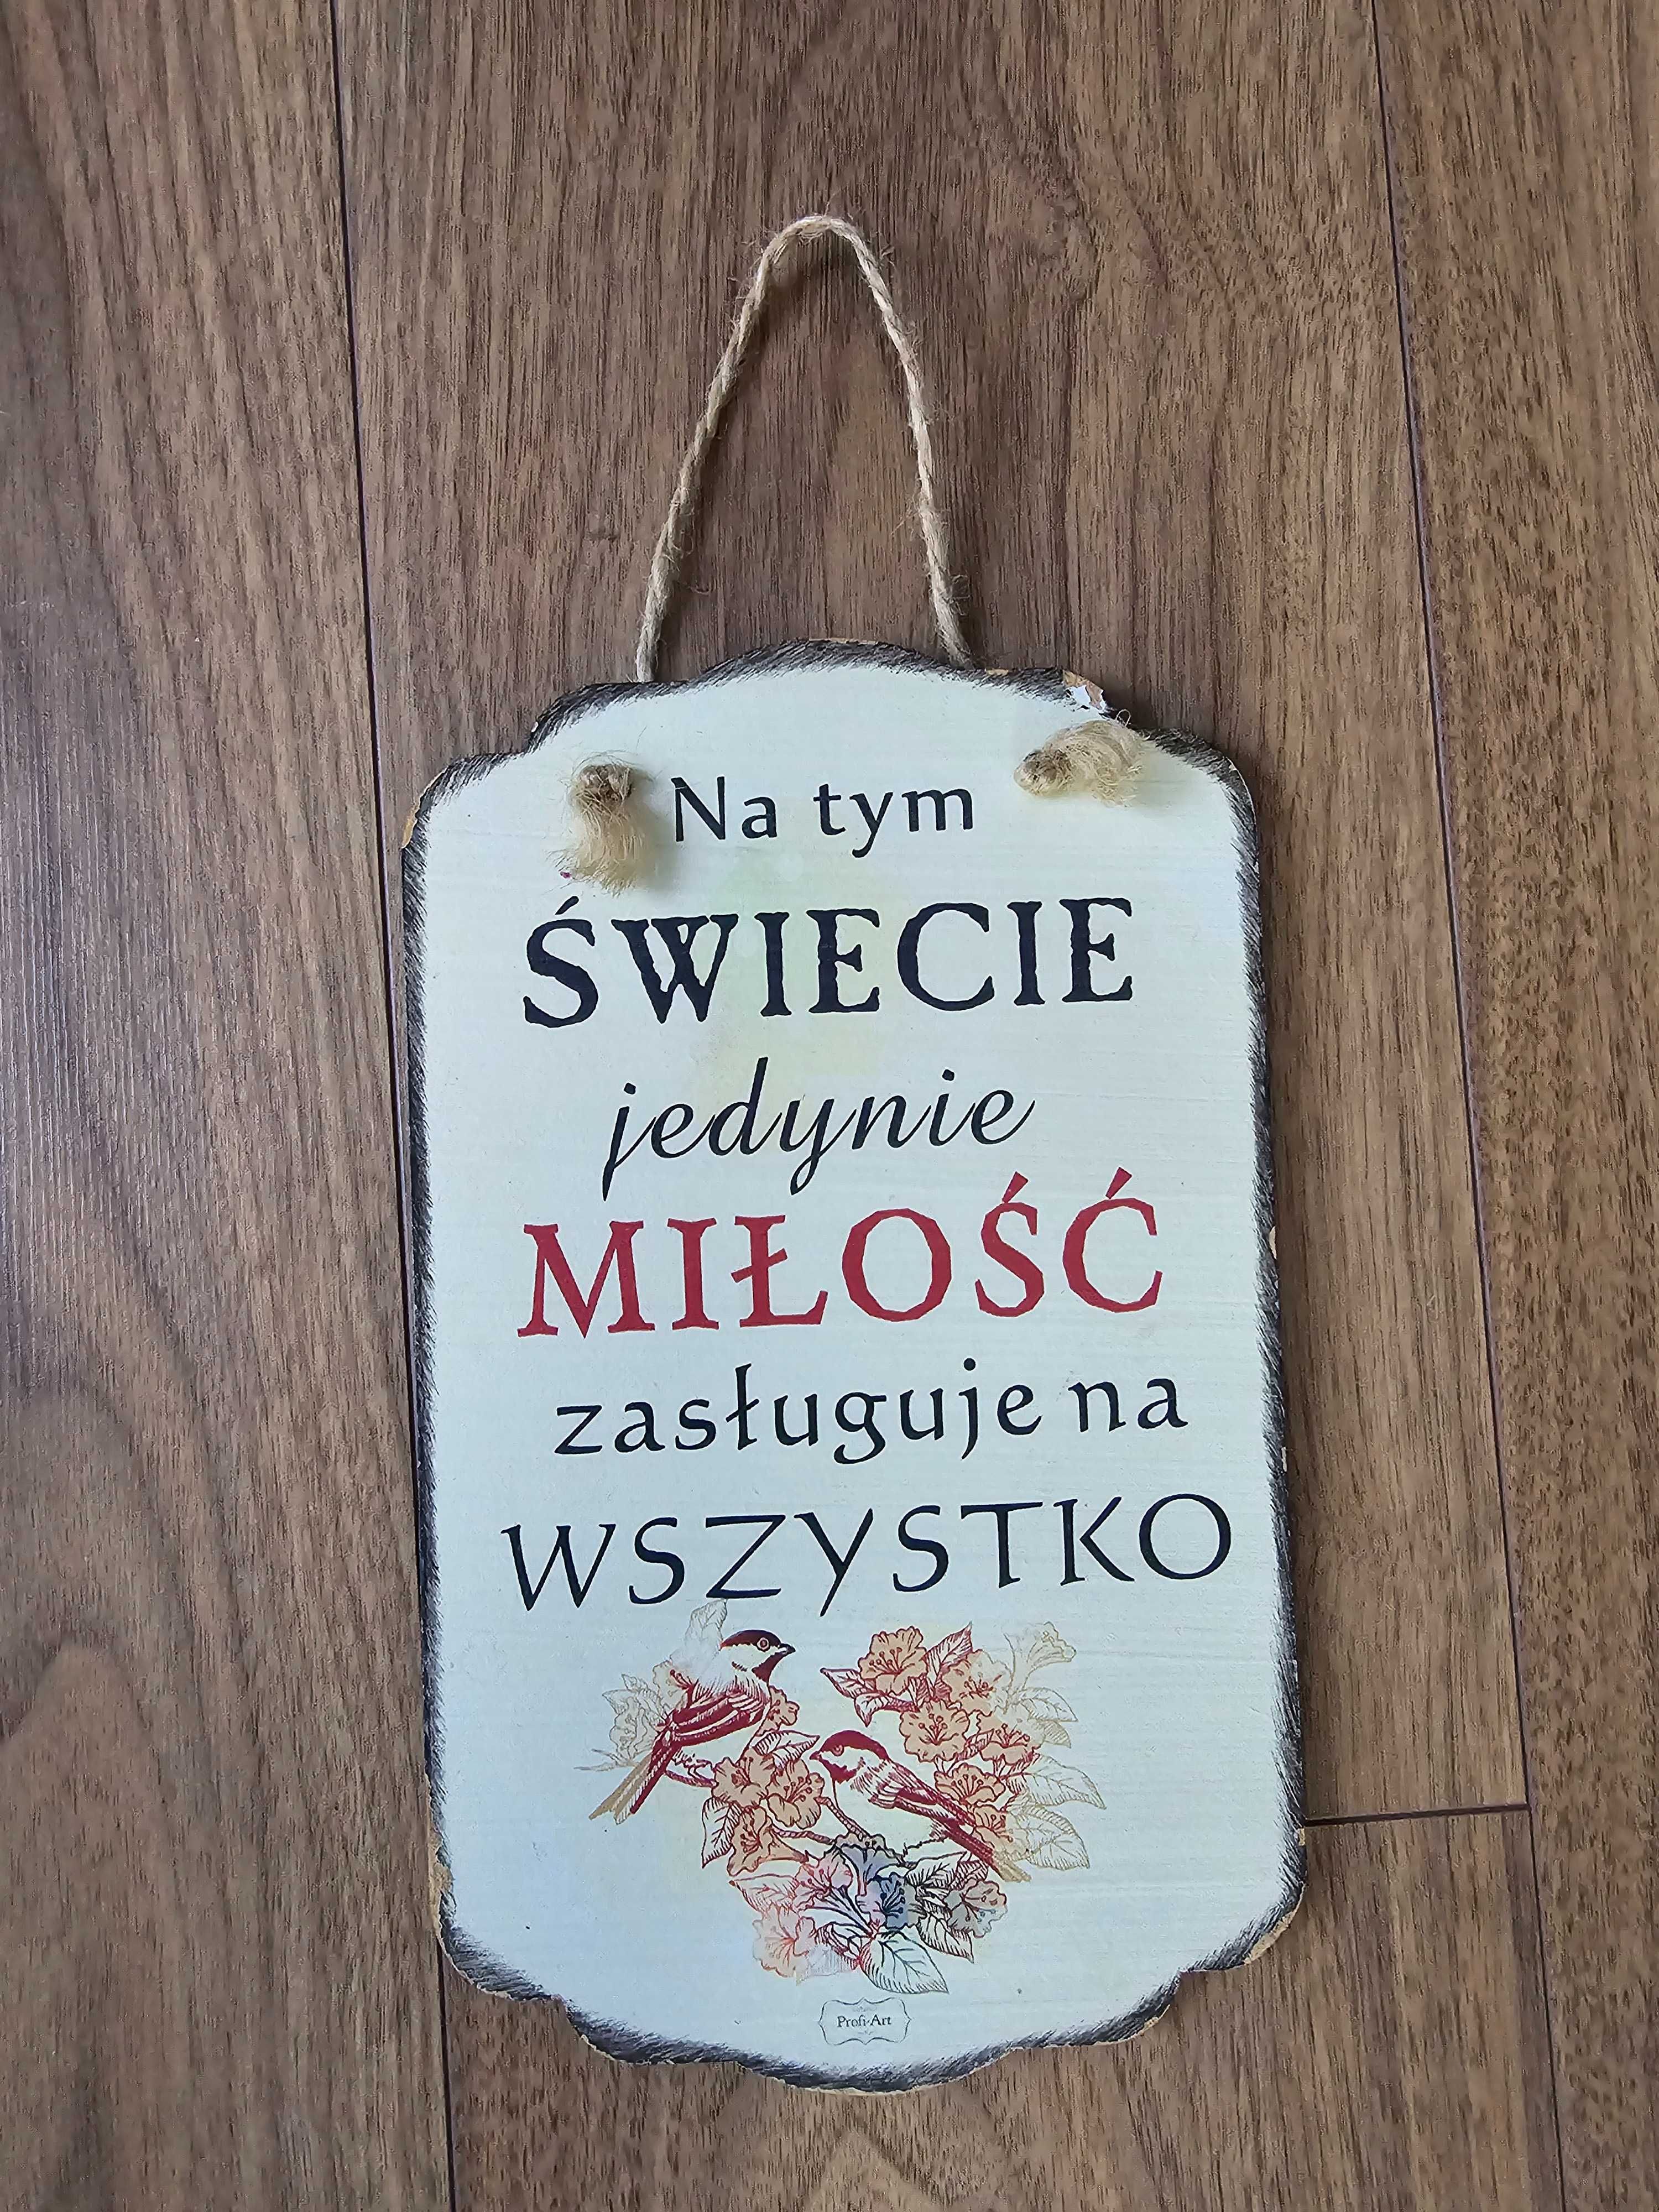 Na tym
ŚWIECIE
jedynie
MIŁOŚĆ
zasługuje na
WSZYSTKO
Profi-Art